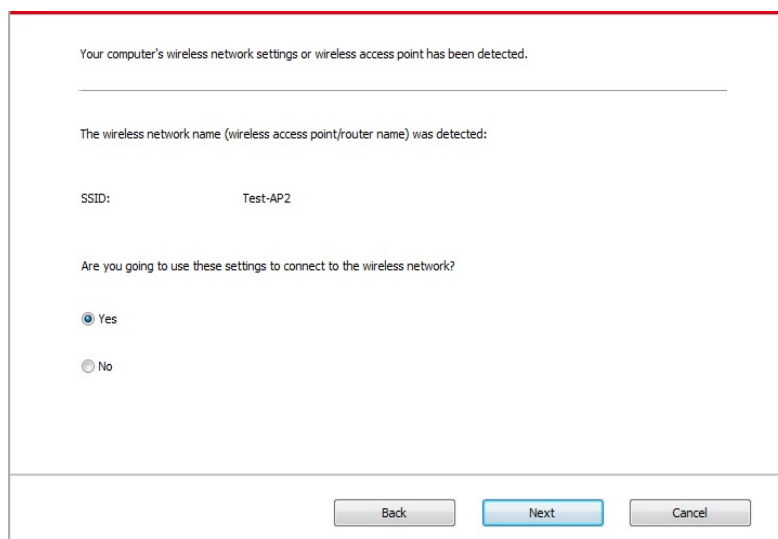 Your computer's wireless network settings or wireless access point has been detected.
The wireless network name (wireless access point/router name) was detected:
SSID: Test-AP2
Are you going to use these settings to connect to the wireless network?
Yes
No
Back Next Cancel